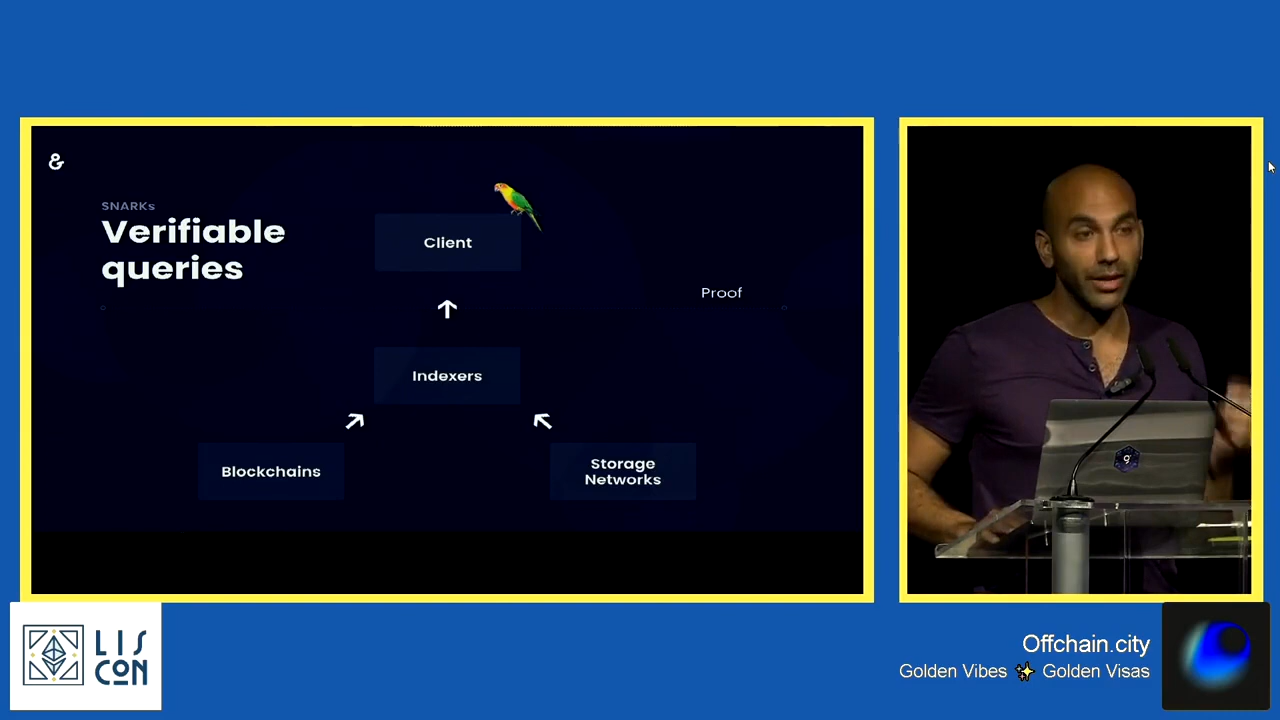 &
SNARKs
Verifiable
queries
Client
Proof
Indexers
Blockchains
Storage
Networks
LIS
CON
Offchain.city
Golden Vibes ✨ Golden Visas